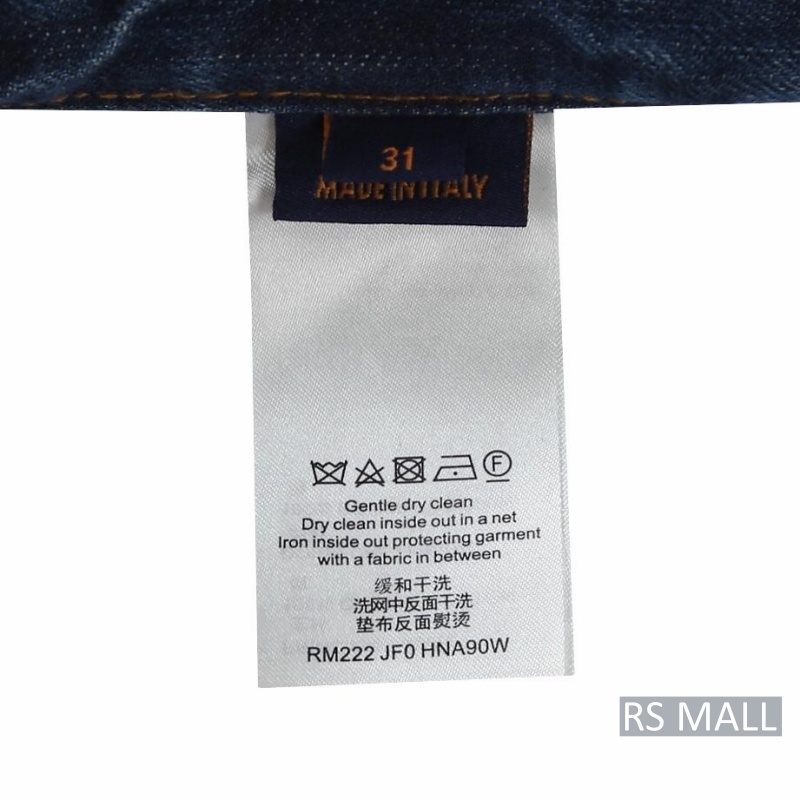 31
MADE IN ITALY
F
Gentle dry clean
Dry clean inside out in a net
Iron inside out protecting garment
with a fabric in between
缓和干洗
洗网中反面干洗
垫布反面熨烫
RM222 JF0 HNA90W
RS MALL